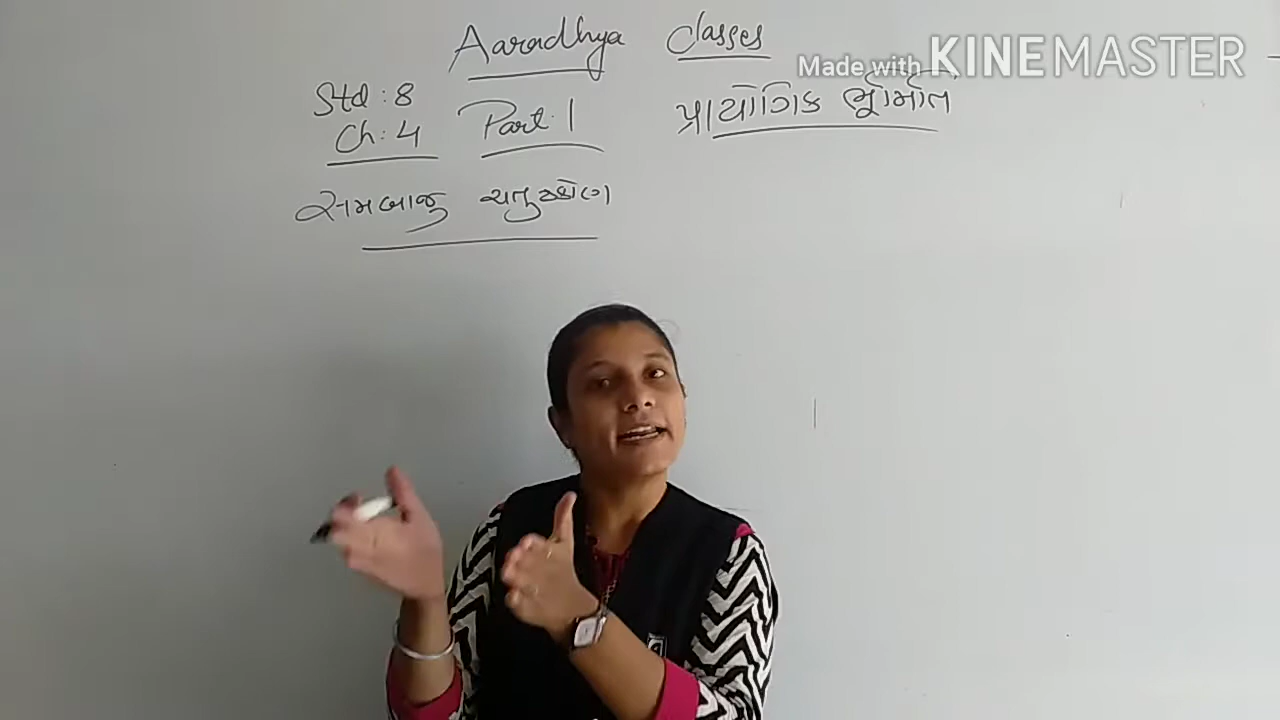 Aaradhya Classes
Made with KINEMASTER
Std : 8
Ch : 4
Part : 1
પ્રાયોગિક ભૂમિતિ
સમબાજુ ચતુષ્કોણ